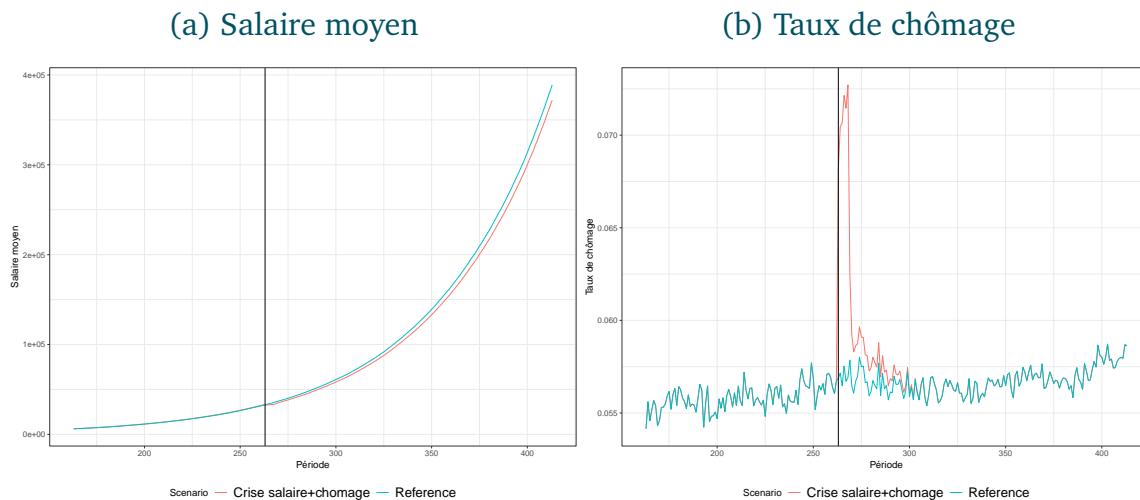 (a) Salaire moyen
4e+05
3e+05
2e+05
1e+05
0e+00
Salaire moyen
200
250
300
350
400
Période
Scenario — Crise salaire+chomage — Reference
(b) Taux de chômage
0.070
0.065
0.060
0.055
Taux de chômage
200
250
300
350
400
Période
Scenario — Crise salaire+chomage — Reference